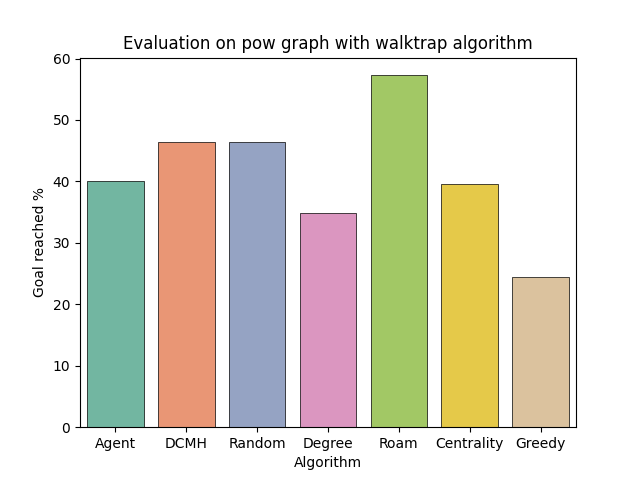 Evaluation on pow graph with walktrap algorithm
60
50
40
30
20
10
0
Goal reached %
Agent DCMH Random Degree Roam Centrality Greedy
Algorithm